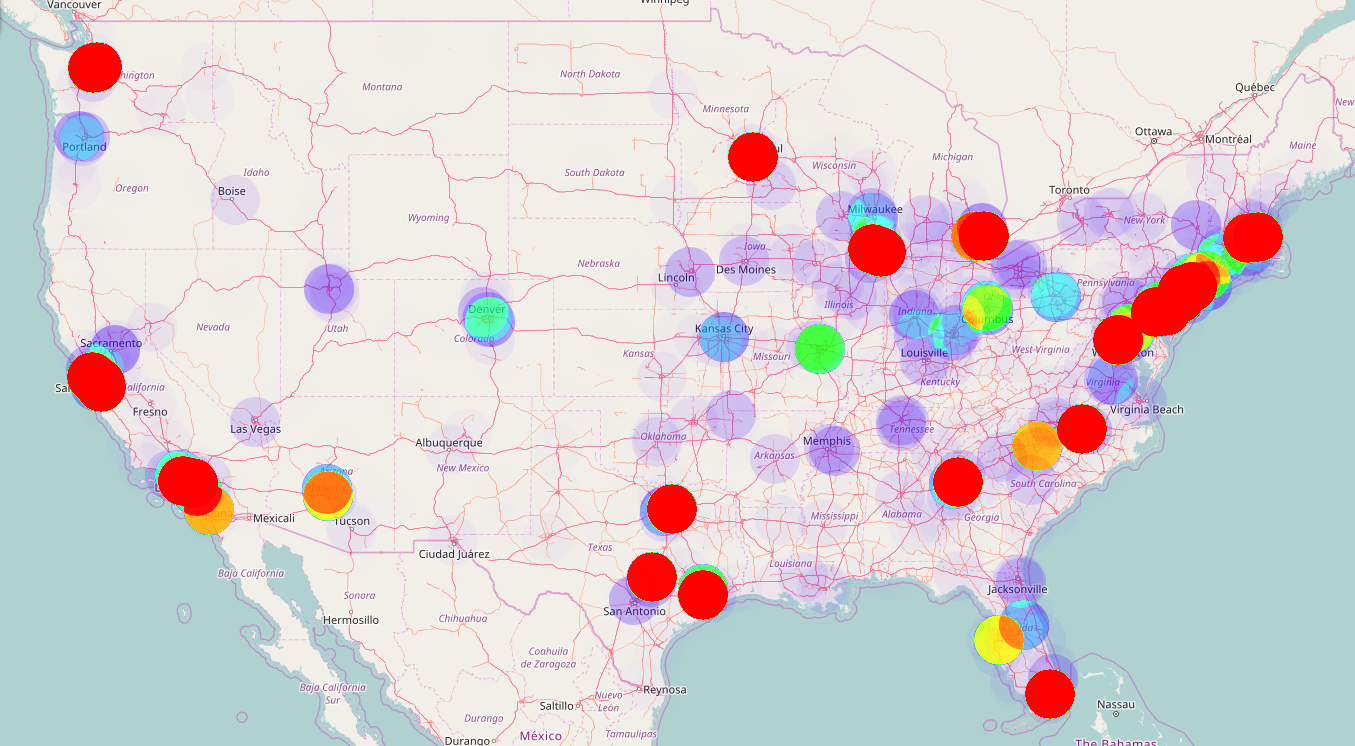 Vancouver
Winnipeg
North Dakota
Montana
Minnesota
Québec
Ottawa
Montréal
Maine
New
Portland
Oregon
Idaho
Boise
South Dakota
Wisconsin
Michigan
Toronto
New York
Wyoming
Milwaukee
Iowa
Des Moines
Nebraska
Lincoln
Pennsylvania
Illinois
Indiana
Ohio
Denver
Colorado
Utah
Nevada
Sacramento
California
Fresno
Kansas City
Kansas
Missouri
Louisville
Kentucky
West-Virginia
Virginia
Virginia Beach
Las Vegas
Albuquerque
New Mexico
Oklahoma
Arkansas
Memphis
Tennessee
South Carolina
Arizona
Phoenix
Tucson
Mexicali
Ciudad Juárez
Texas
Mississippi
Alabama
Georgia
Louisiana
Jacksonville
Baja California
Sonora
Hermosillo
Chihuahua
San Antonio
Coahuila
de Zaragoza
Nuevo
León
Reynosa
Baja California
Sur
Saltillo
Durango
Durango
México
Tamaulipas
Nassau
The Bahamas